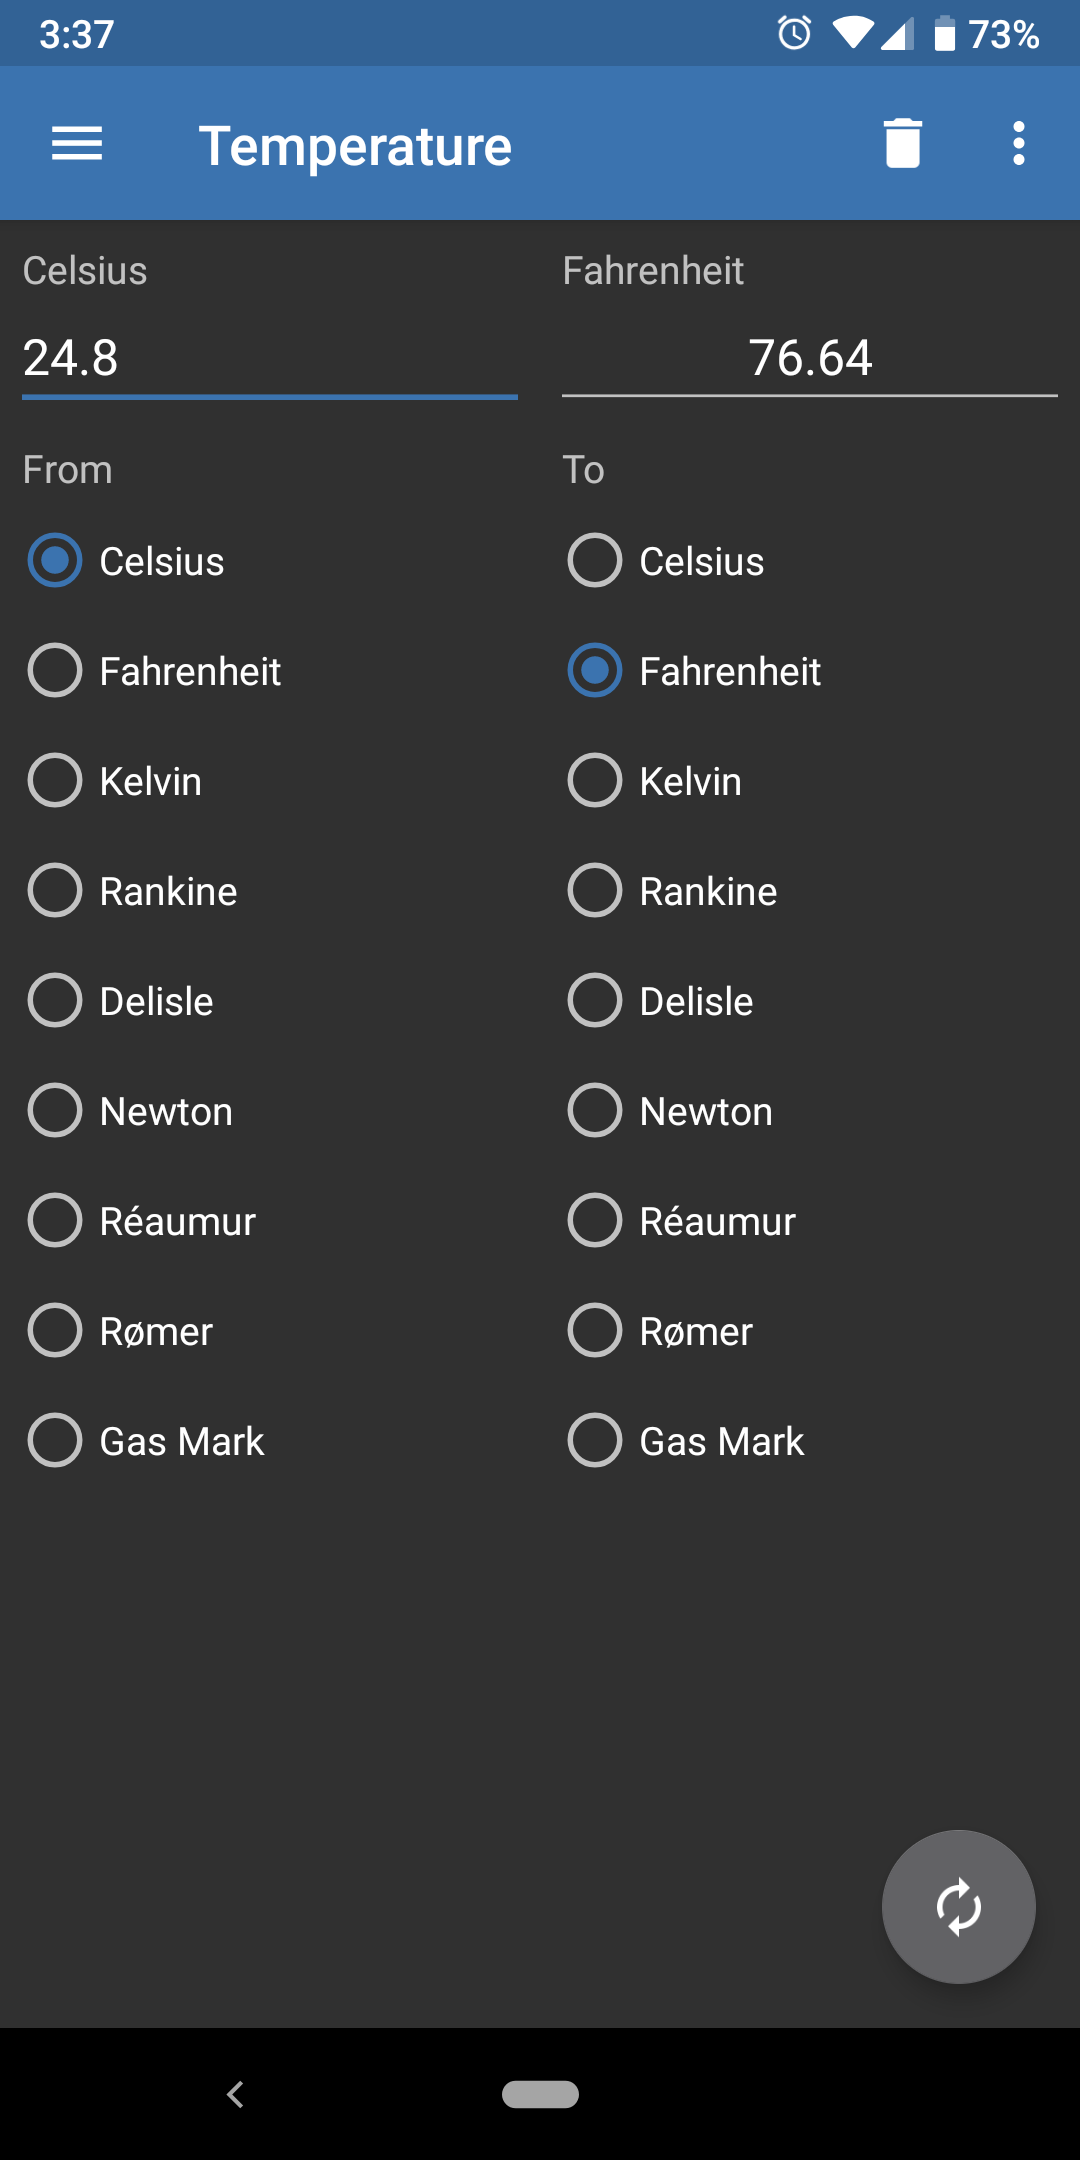 3:37 73%
Temperature
Celsius Fahrenheit
24.8 76.64
From To
Celsius Celsius
Fahrenheit Fahrenheit
Kelvin Kelvin
Rankine Rankine
Delisle Delisle
Newton Newton
Réaumur Réaumur
Rømer Rømer
Gas Mark Gas Mark